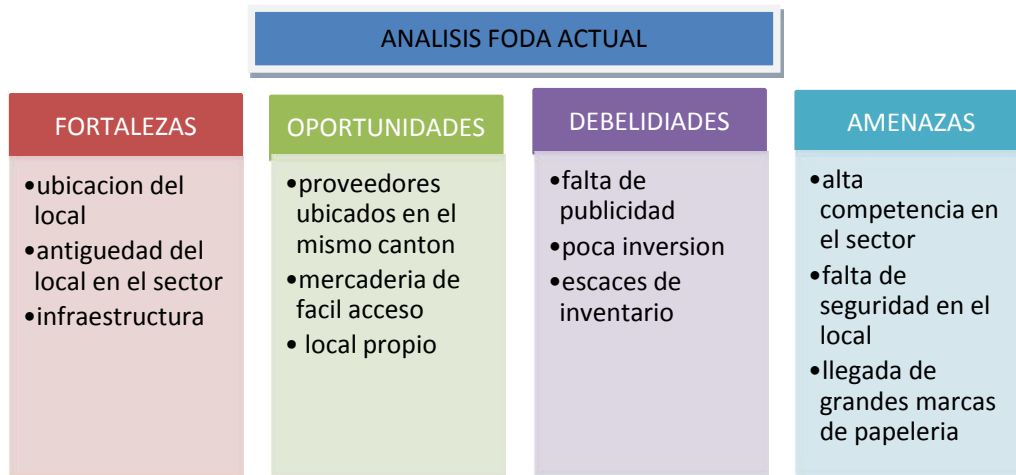 ANALISIS FODA ACTUAL
FORTALEZAS
•ubicacion del
local
•antiguedad del
local en el sector
•infraestructura
OPORTUNIDADES
•proveedores
ubicados en el
mismo canton
•mercaderia de
facil acceso
• local propio
DEBELIDIADES
•falta de
publicidad
•poca inversion
•escaces de
inventario
AMENAZAS
•alta
competencia en
el sector
•falta de
seguridad en el
local
•llegada de
grandes marcas
de papeleria